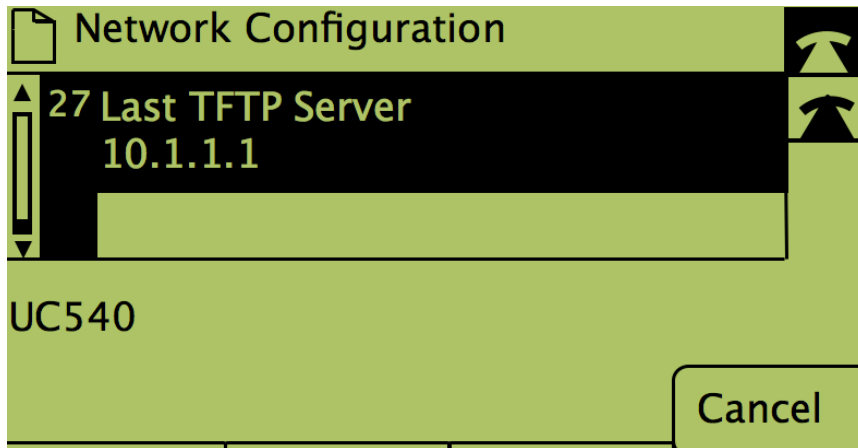 Network Configuration
27 Last TFTP Server
10.1.1.1
UC540
Cancel